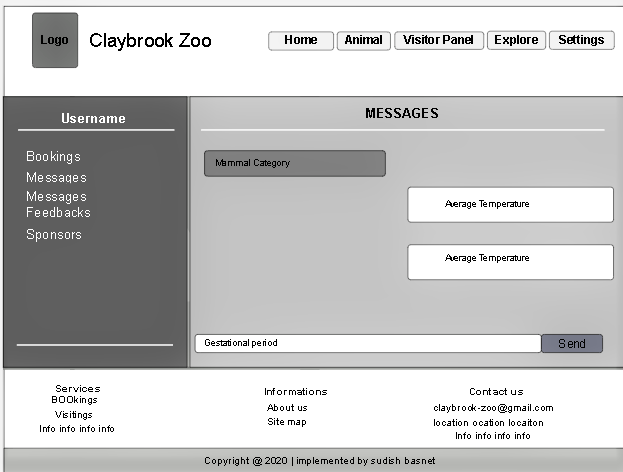 Logo
Claybrook Zoo
Home
Animal
Visitor Panel
Explore
Settings
Username
Bookings
Messages
Messages
Feedbacks
Sponsors
MESSAGES
Mammal Category
Average Temperature
Average Temperature
Gestational period
Send
Services
BOOkings
Visitings
Info info info info
Informations
About us
Site map
Contact us
claybrook-zoo@gmail.com
location ocation locaiton
Info info info info
Copyright @ 2020 | implemented by sudish basnet